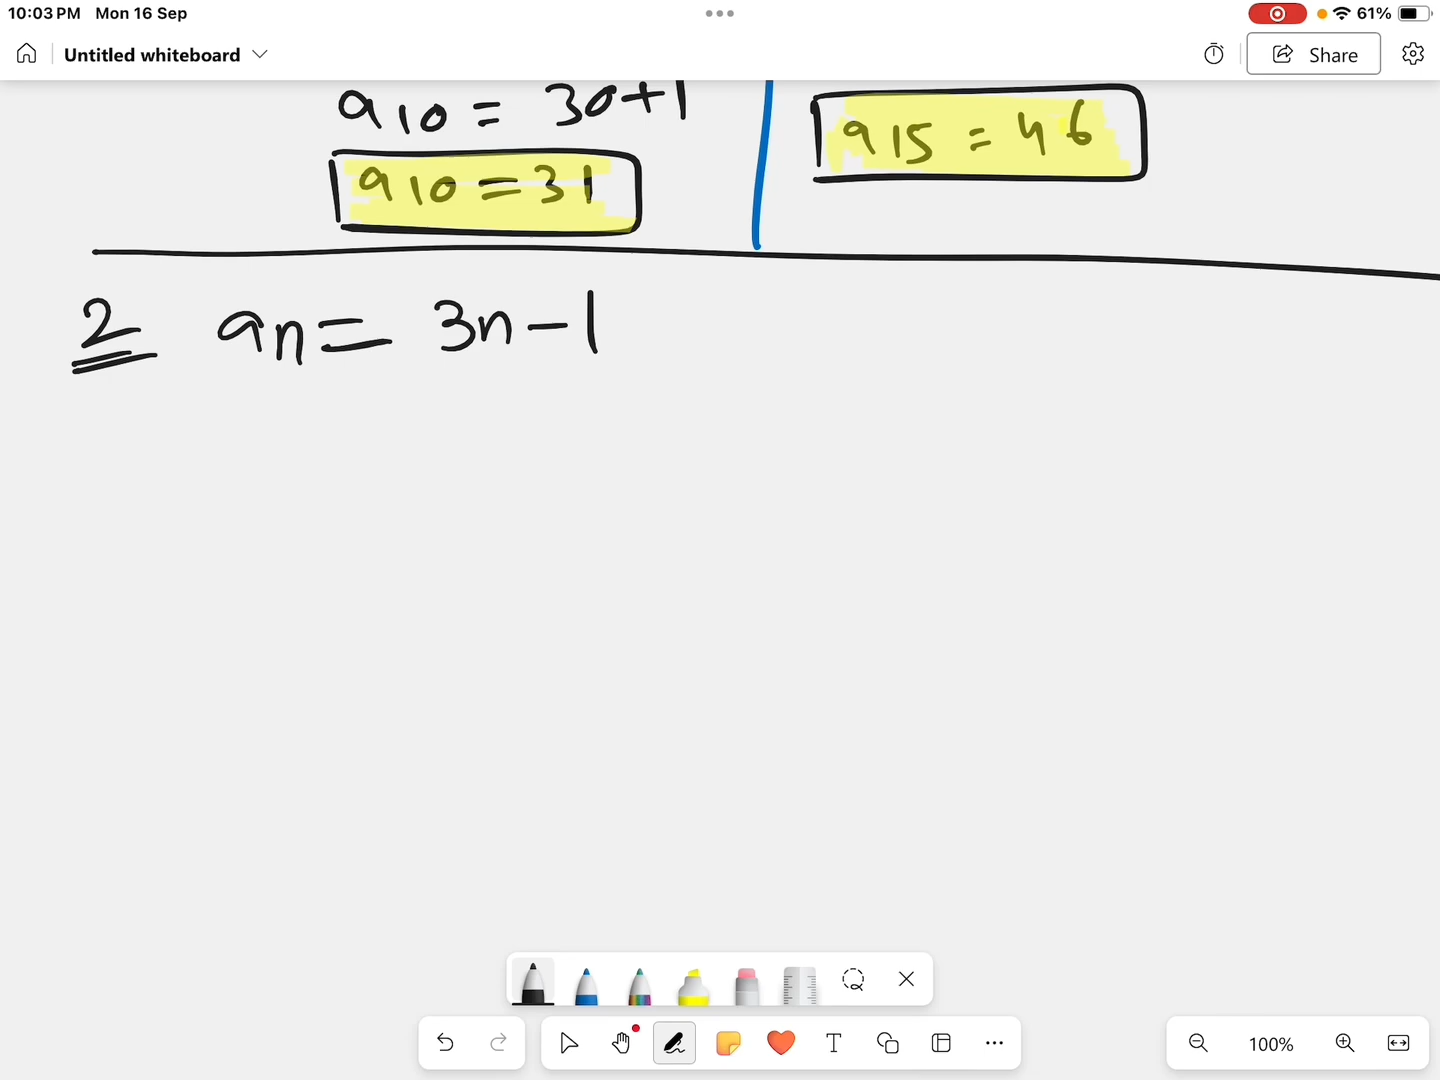 10:03 PM Mon 16 Sep
61%
Untitled whiteboard
Share
a10 = 30+1
a10 = 31
a15 = 46
2 an = 3n-1
100%